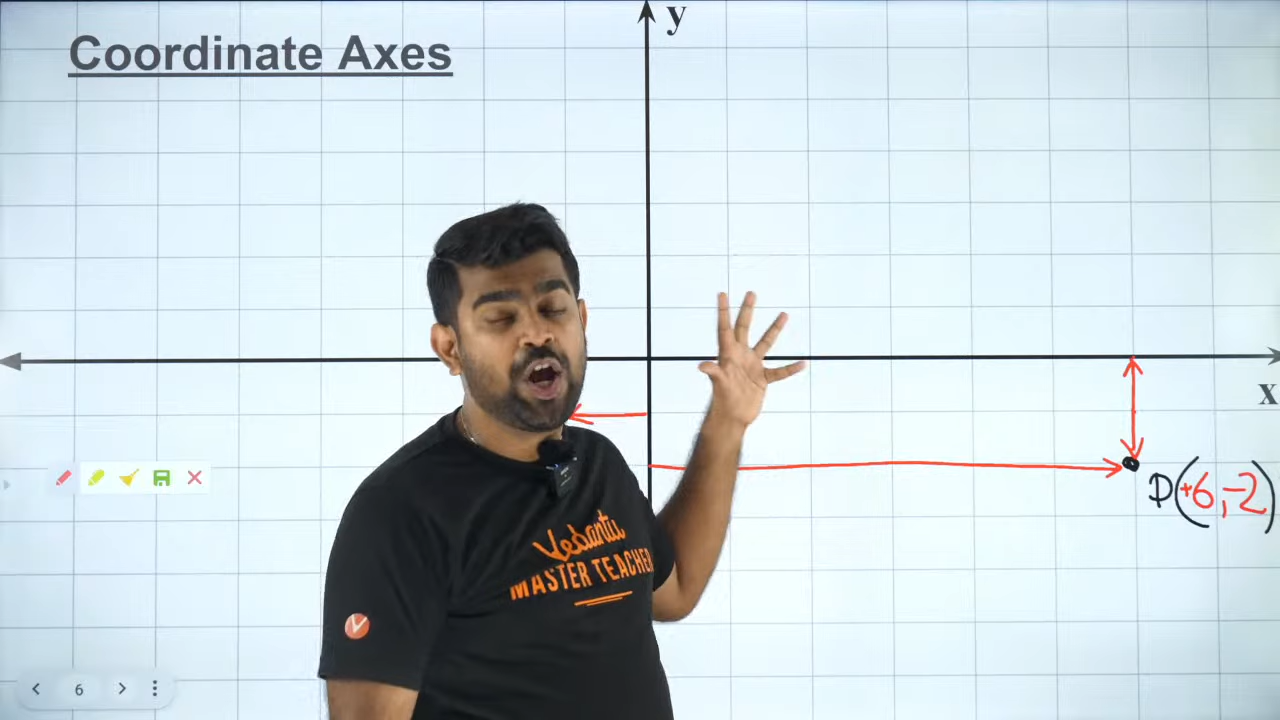 Coordinate Axes
y
x
D(+6,-2)
Vedantu
MASTER TEACHER
6